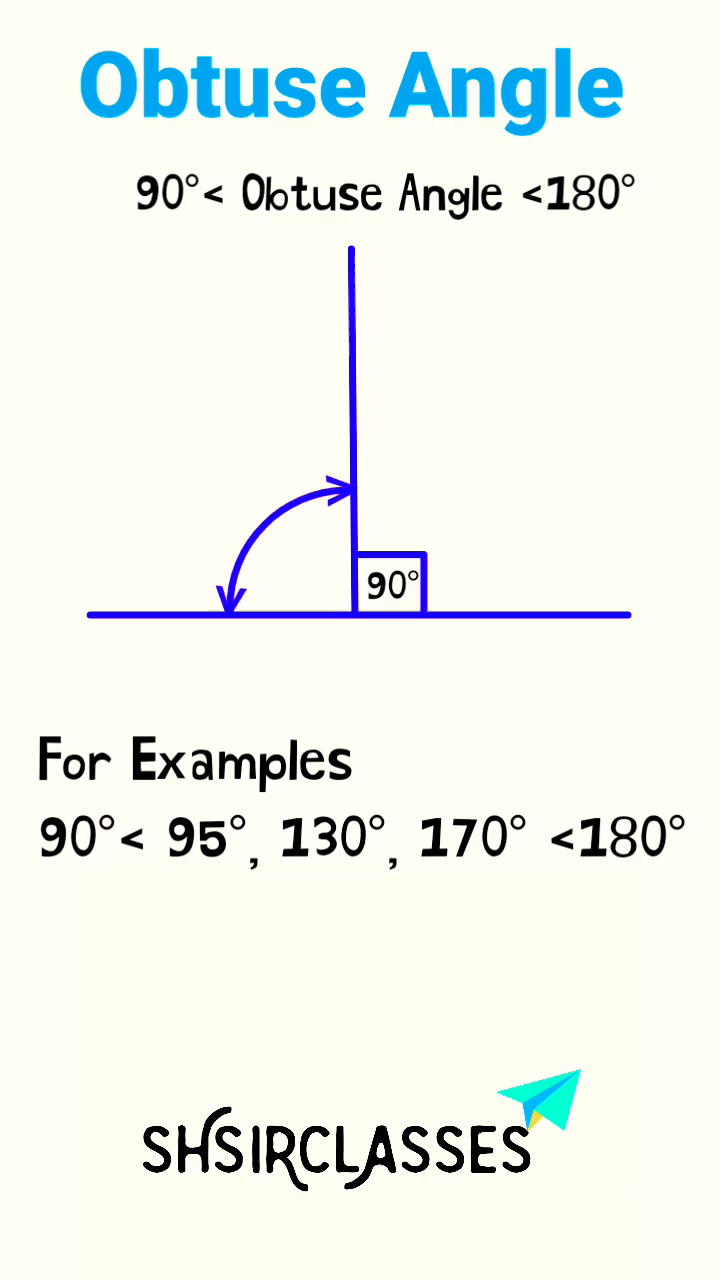 Obtuse Angle
90°< Obtuse Angle <180°
90°
For Examples
90°< 95°, 130°, 170° <180°
SHSIRCLASSES